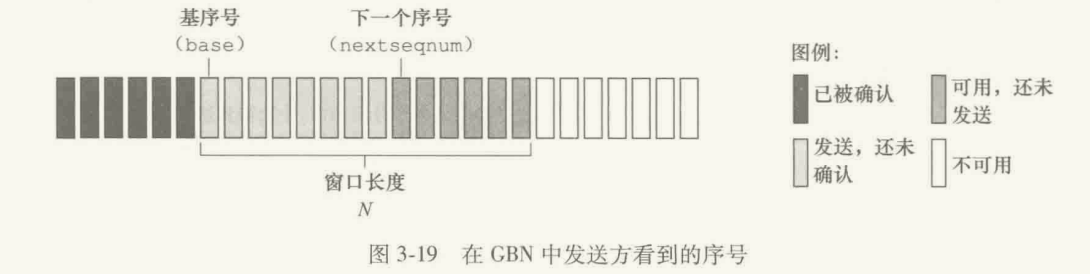 基序号
(base)
下一个序号
(nextseqnum)
窗口长度
N
图例:
已被确认
可用，还未
发送
发送，还未
确认
不可用
图 3-19 在 GBN 中发送方看到的序号